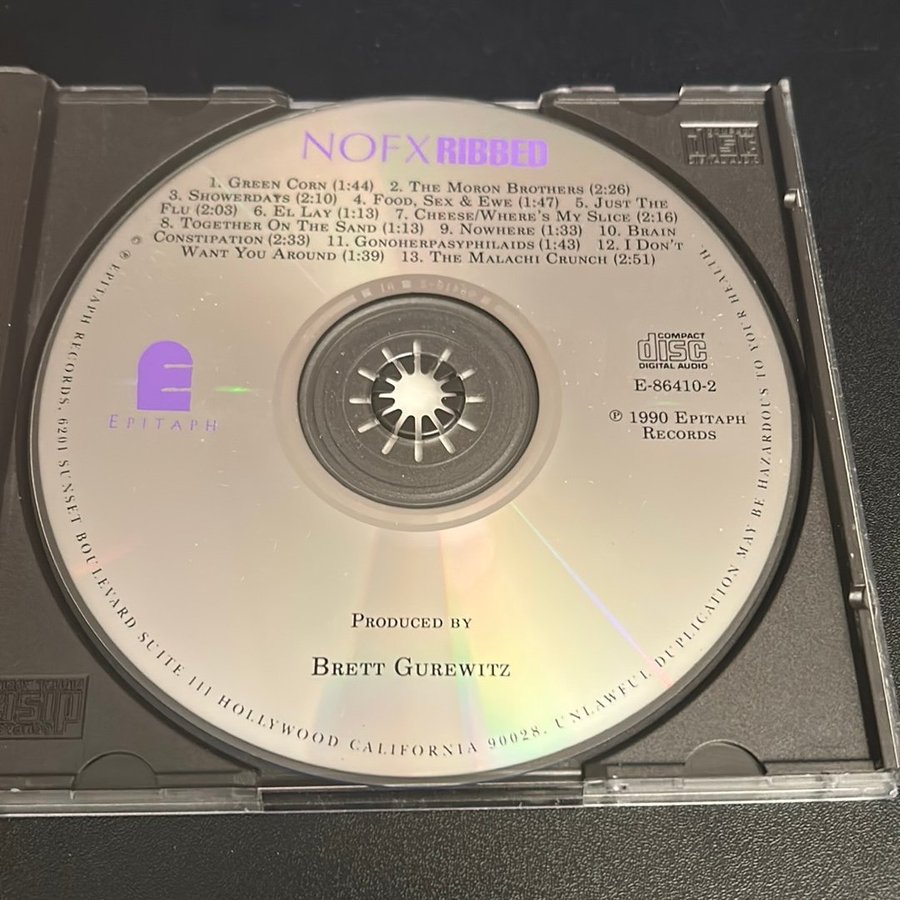 NOFX RIBBED
1. GREEN CORN (1:44) 2. THE MORON BROTHERS (2:26)
3. SHOWERDAYS (2:10) 4. FOOD, SEX & EWE (1:47) 5. JUST THE
FLU (2:03) 6. EL LAY (1:13) 7. CHEESE/WHERE'S MY SLICE (2:16)
8. TOGETHER ON THE SAND (1:13) 9. NOWHERE (1:33) 10. BRAIN
CONSTIPATION (2:33) 11. GONOHERPASYPHILAIDS (1:43) 12. I DON'T
WANT YOU AROUND (1:39) 13. THE MALACHI CRUNCH (2:51)
E
EPITAPH
COMPACT
disc
DIGITAL AUDIO
E-86410-2
℗ 1990 EPITAPH
RECORDS
PRODUCED BY
BRETT GUREWITZ
© ℗ EPITAPH RECORDS, 6201 SUNSET BOULEVARD SUITE 111 HOLLYWOOD CALIFORNIA 90028. UNLAWFUL DUPLICATION MAY BE HAZARDOUS TO YOUR HEALTH.
COMPACT
disc
DIGITAL AUDIO